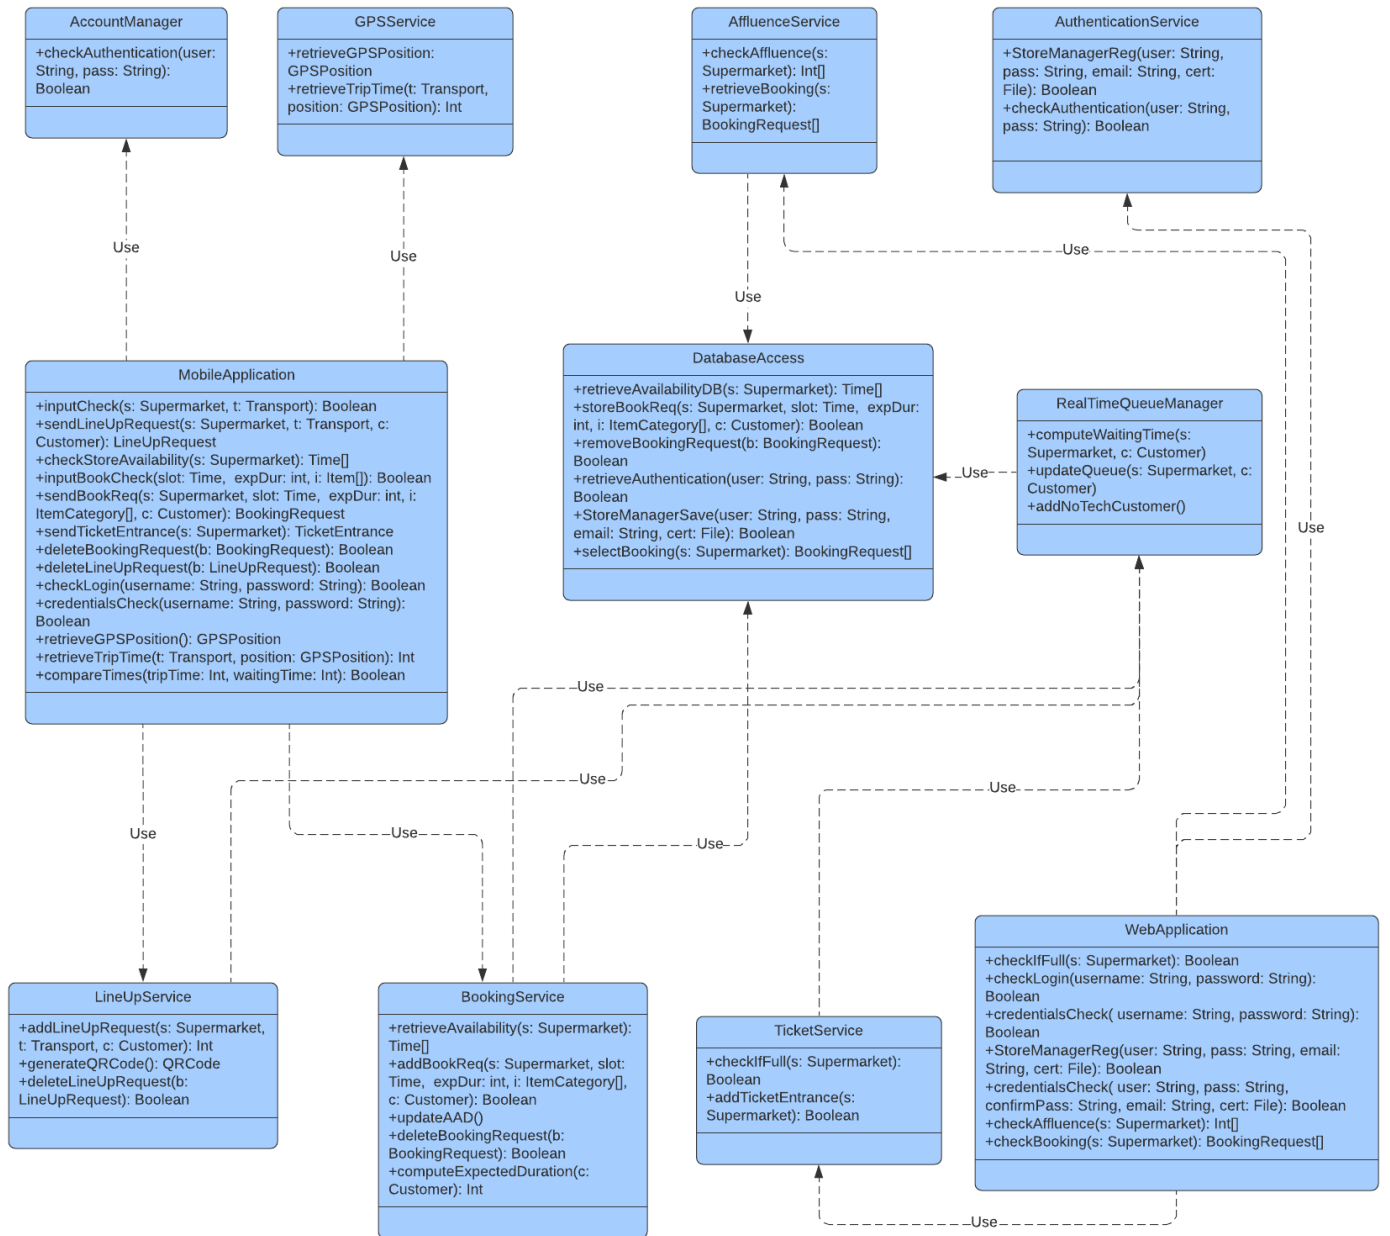 AccountManager
+checkAuthentication(user:
String, pass: String):
Boolean
GPSService
+retrieveGPSPosition:
GPSPosition
+retrieveTripTime(t: Transport,
position: GPSPosition): Int
AffluenceService
+checkAffluence(s:
Supermarket): Int[]
+retrieveBooking(s:
Supermarket):
BookingRequest[]
AuthenticationService
+StoreManagerReg(user: String,
pass: String, email: String, cert:
File): Boolean
+checkAuthentication(user: String,
pass: String): Boolean
Use
Use
Use
Use
MobileApplication
+inputCheck(s: Supermarket, t: Transport): Boolean
+sendLineUpRequest(s: Supermarket, t: Transport, c:
Customer): LineUpRequest
+checkStoreAvailability(s: Supermarket): Time[]
+inputBookCheck(slot: Time,  expDur: int, i: Item[]): Boolean
+sendBookReq(s: Supermarket, slot: Time,  expDur: int, i:
ItemCategory[], c: Customer): BookingRequest
+sendTicketEntrance(s: Supermarket): TicketEntrance
+deleteBookingRequest(b: BookingRequest): Boolean
+deleteLineUpRequest(b: LineUpRequest): Boolean
+checkLogin(username: String, password: String): Boolean
+credentialsCheck(username: String, password: String):
Boolean
+retrieveGPSPosition(): GPSPosition
+retrieveTripTime(t: Transport, position: GPSPosition): Int
+compareTimes(tripTime: Int, waitingTime: Int): Boolean
DatabaseAccess
+retrieveAvailabilityDB(s: Supermarket): Time[]
+storeBookReq(s: Supermarket, slot: Time,  expDur:
int, i: ItemCategory[], c: Customer): Boolean
+removeBookingRequest(b: BookingRequest):
Boolean
+retrieveAuthentication(user: String, pass: String):
Boolean
+StoreManagerSave(user: String, pass: String,
email: String, cert: File): Boolean
+selectBooking(s: Supermarket): BookingRequest[]
Use
RealTimeQueueManager
+computeWaitingTime(s:
Supermarket, c: Customer)
+updateQueue(s: Supermarket, c:
Customer)
+addNoTechCustomer()
Use
Use
Use
Use
Use
Use
Use
LineUpService
+addLineUpRequest(s: Supermarket,
t: Transport, c: Customer): Int
+generateQRCode(): QRCode
+deleteLineUpRequest(b:
LineUpRequest): Boolean
BookingService
+retrieveAvailability(s: Supermarket):
Time[]
+addBookReq(s: Supermarket, slot:
Time,  expDur: int, i: ItemCategory[],
c: Customer): Boolean
+updateAAD()
+deleteBookingRequest(b:
BookingRequest): Boolean
+computeExpectedDuration(c:
Customer): Int
TicketService
+checkIfFull(s: Supermarket):
Boolean
+addTicketEntrance(s:
Supermarket): Boolean
WebApplication
+checkIfFull(s: Supermarket): Boolean
+checkLogin(username: String, password: String):
Boolean
+credentialsCheck( username: String, password: String):
Boolean
+StoreManagerReg(user: String, pass: String, email:
String, cert: File): Boolean
+credentialsCheck( user: String, pass: String,
confirmPass: String, email: String, cert: File): Boolean
+checkAffluence(s: Supermarket): Int[]
+checkBooking(s: Supermarket): BookingRequest[]
Use